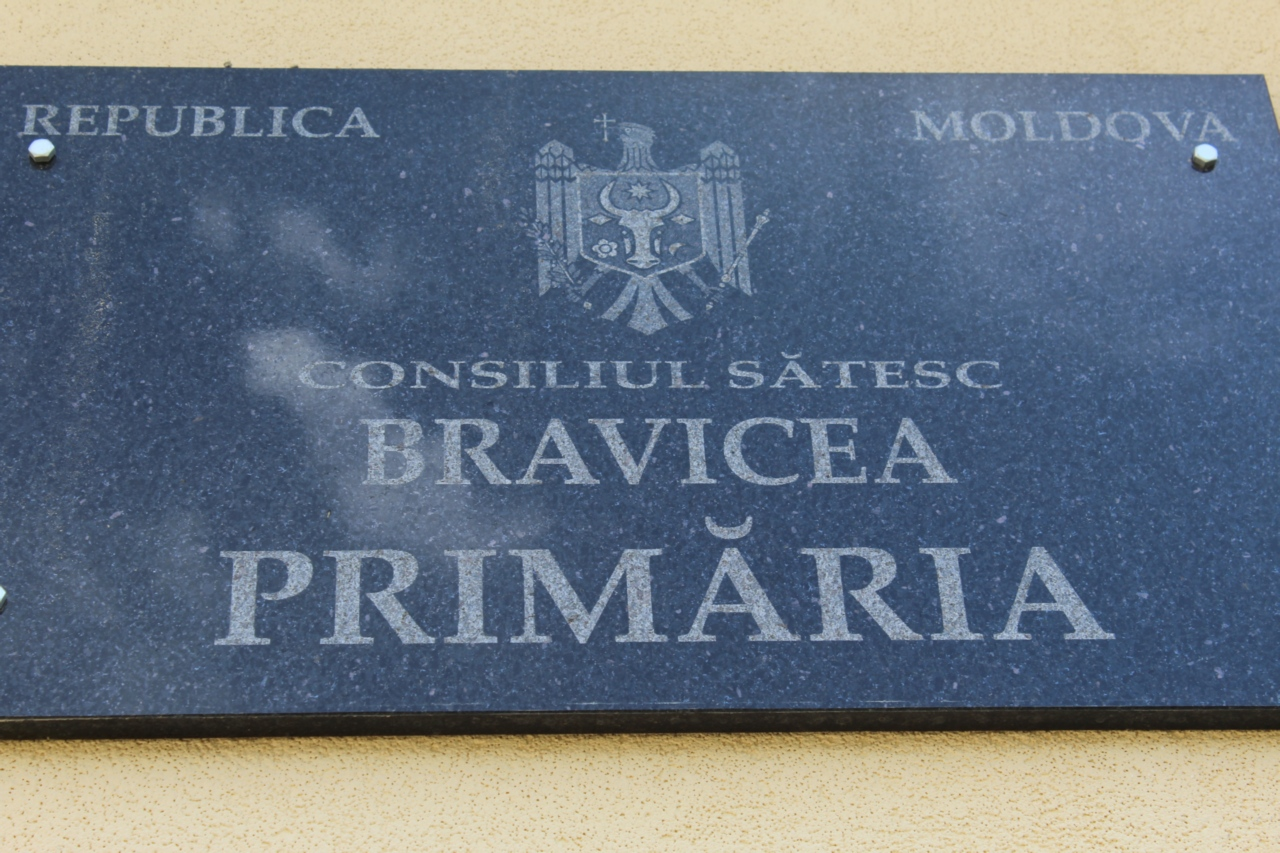 REPUBLICA MOLDOVA
CONSILIUL SĂTESC
BRAVICEA
PRIMĂRIA